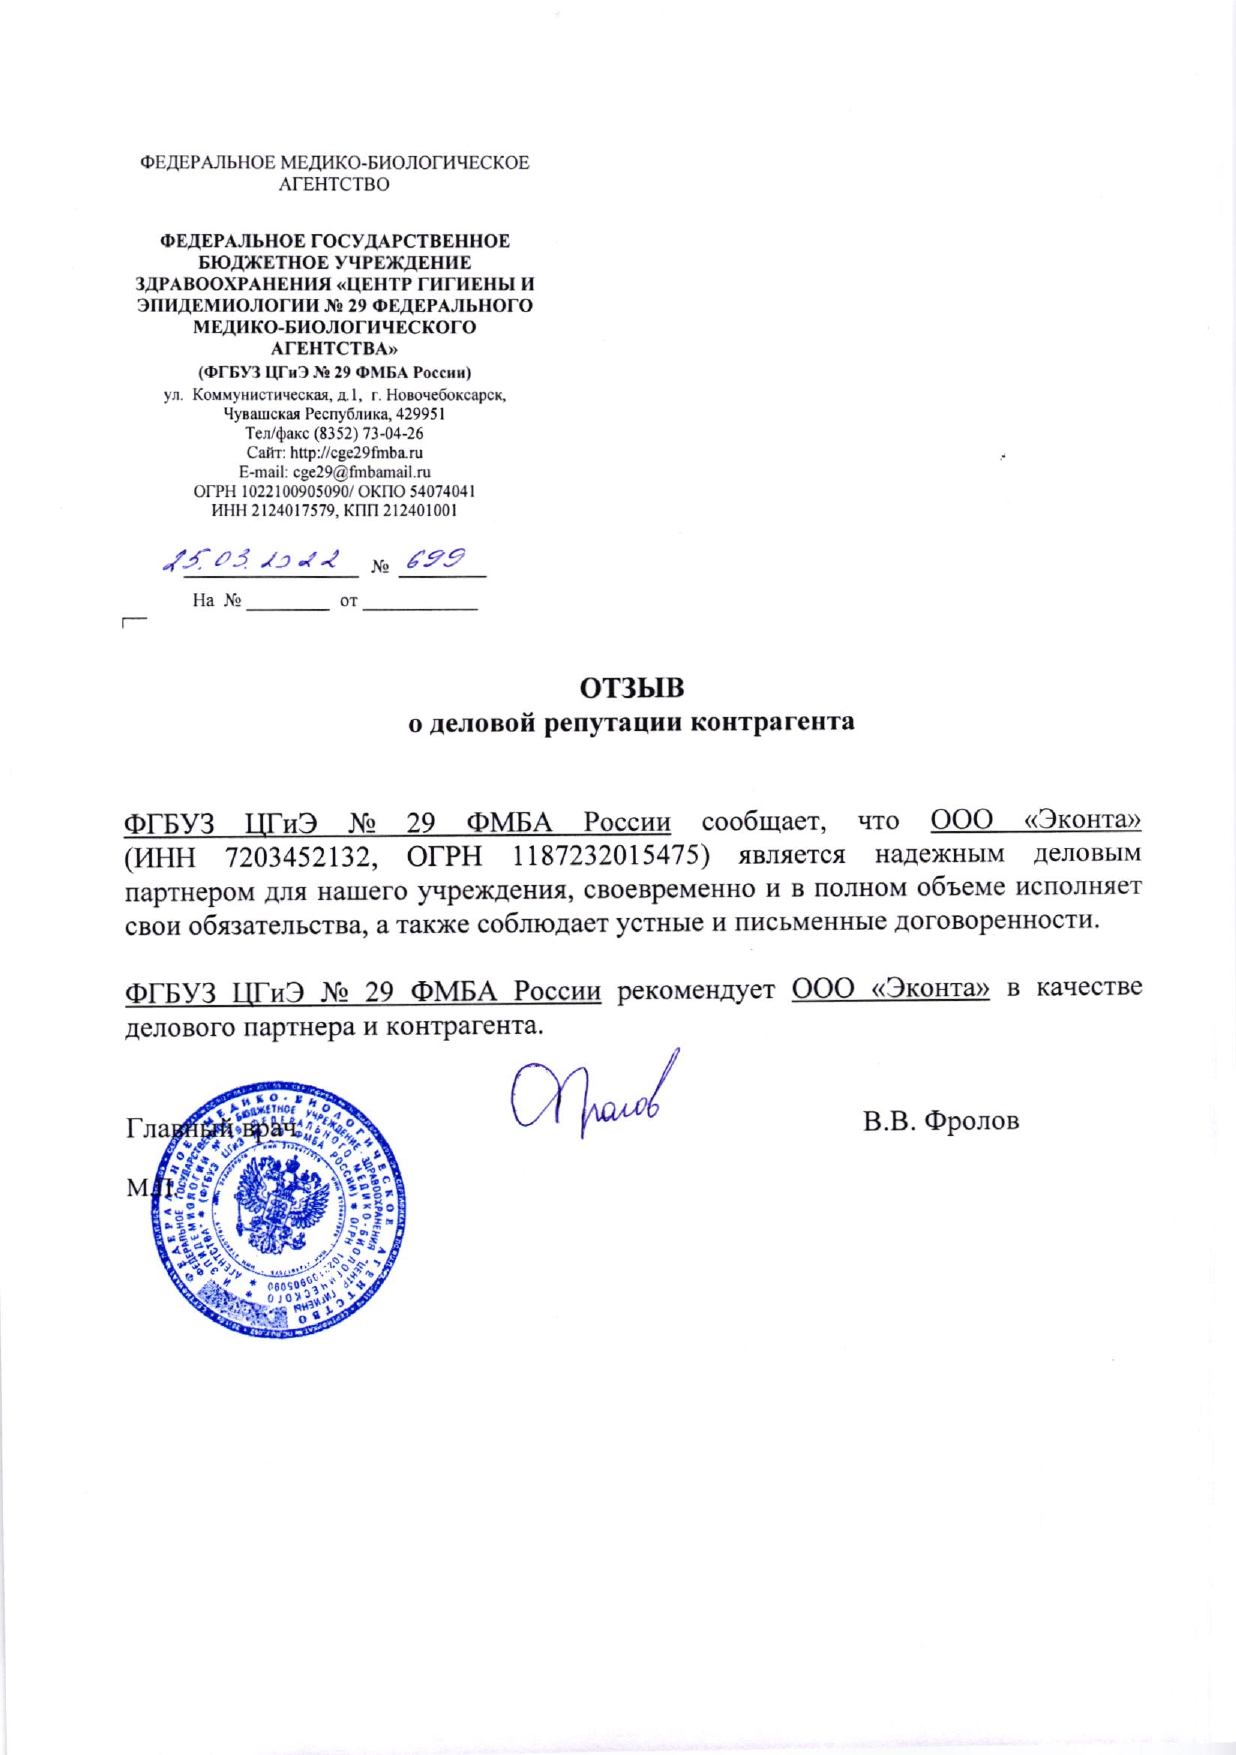 ФЕДЕРАЛЬНОЕ МЕДИКО-БИОЛОГИЧЕСКОЕ
АГЕНТСТВО
ФЕДЕРАЛЬНОЕ ГОСУДАРСТВЕННОЕ
БЮДЖЕТНОЕ УЧРЕЖДЕНИЕ
ЗДРАВООХРАНЕНИЯ «ЦЕНТР ГИГИЕНЫ И
ЭПИДЕМИОЛОГИИ № 29 ФЕДЕРАЛЬНОГО
МЕДИКО-БИОЛОГИЧЕСКОГО
АГЕНТСТВА»
(ФГБУЗ ЦГиЭ № 29 ФМБА России)
ул. Коммунистическая, д.1, г. Новочебоксарск,
Чувашская Республика, 429951
Тел/факс (8352) 73-04-26
Сайт: http://cge29fmba.ru
E-mail: cge29@fmbamail.ru
ОГРН 1022100905090/ ОКПО 54074041
ИНН 2124017579, КПП 212401001
25.03.2022 № 699
На № ________ от ___________
ОТЗЫВ
о деловой репутации контрагента
ФГБУЗ ЦГиЭ № 29 ФМБА России сообщает, что ООО «Эконта»
(ИНН 7203452132, ОГРН 1187232015475) является надежным деловым
партнером для нашего учреждения, своевременно и в полном объеме исполняет
свои обязательства, а также соблюдает устные и письменные договоренности.
ФГБУЗ ЦГиЭ № 29 ФМБА России рекомендует ООО «Эконта» в качестве
делового партнера и контрагента.
Фролов
Главный врач
В.В. Фролов
М.П.
ФЕДЕРАЛЬНОЕ МЕДИКО-БИОЛОГИЧЕСКОЕ АГЕНТСТВО